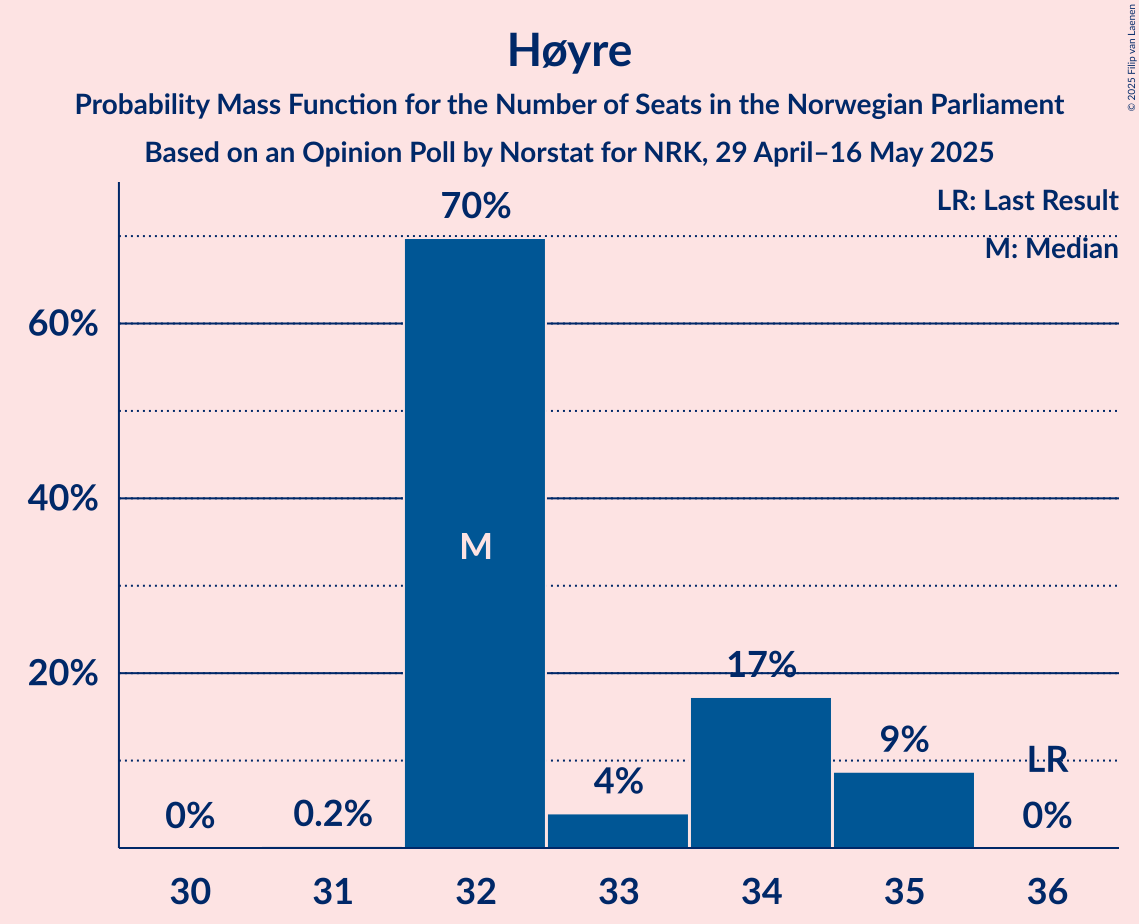 Høyre
Probability Mass Function for the Number of Seats in the Norwegian Parliament
Based on an Opinion Poll by Norstat for NRK, 29 April–16 May 2025
© 2025 Filip van Laenen
LR: Last Result
M: Median
60%
40%
20%
0%
0.2%
70%
M
4%
17%
9%
LR
0%
30
31
32
33
34
35
36